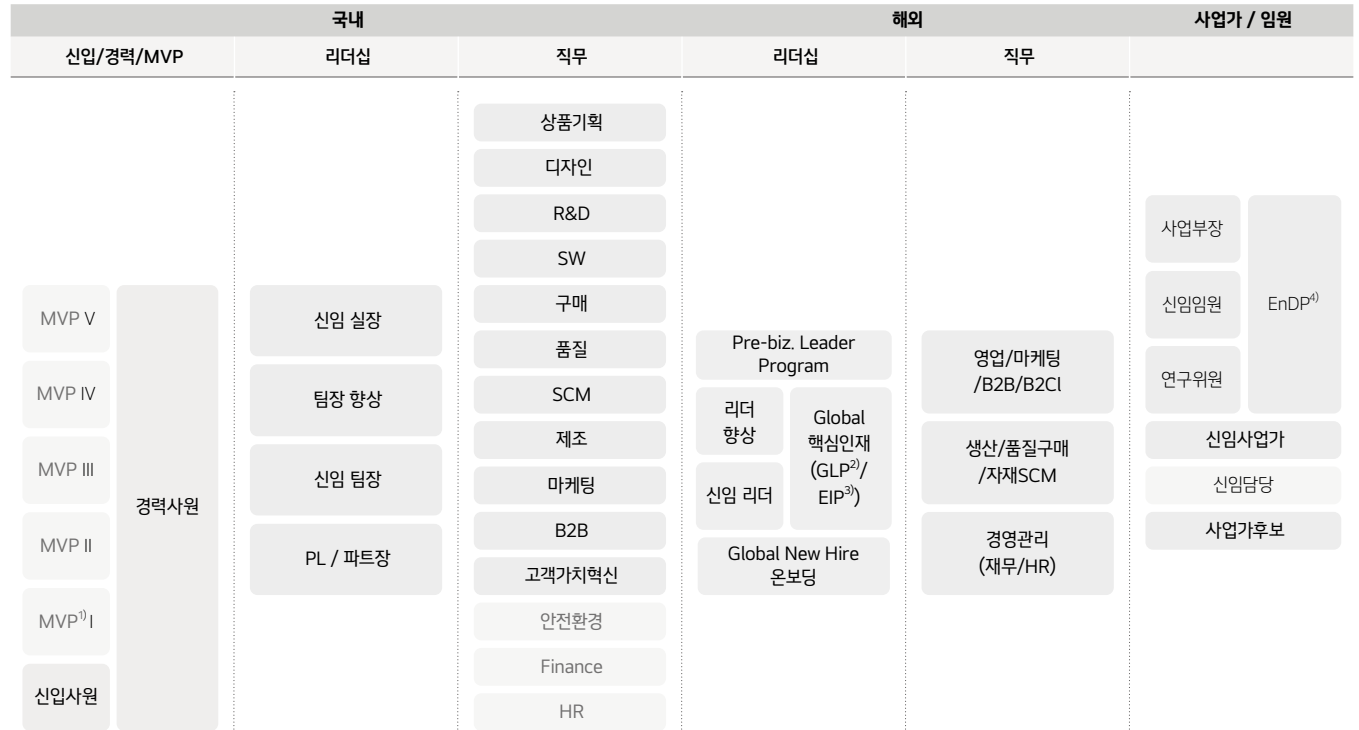 국내
해외
사업가 / 임원
신입/경력/MVP
리더십
직무
리더십
직무
MVP V
MVP IV
MVP III
MVP II
MVP1) I
신입사원
경력사원
신임 실장
팀장 향상
신임 팀장
PL / 파트장
상품기획
디자인
R&D
SW
구매
품질
SCM
제조
마케팅
B2B
고객가치혁신
안전환경
Finance
HR
Pre-biz. Leader
Program
리더
향상
신임 리더
Global
핵심인재
(GLP2)/
EIP3))
Global New Hire
온보딩
영업/마케팅
/B2B/B2Cl
생산/품질구매
/자재SCM
경영관리
(재무/HR)
사업부장
신임임원
연구위원
EnDP4)
신임사업가
신임담당
사업가후보